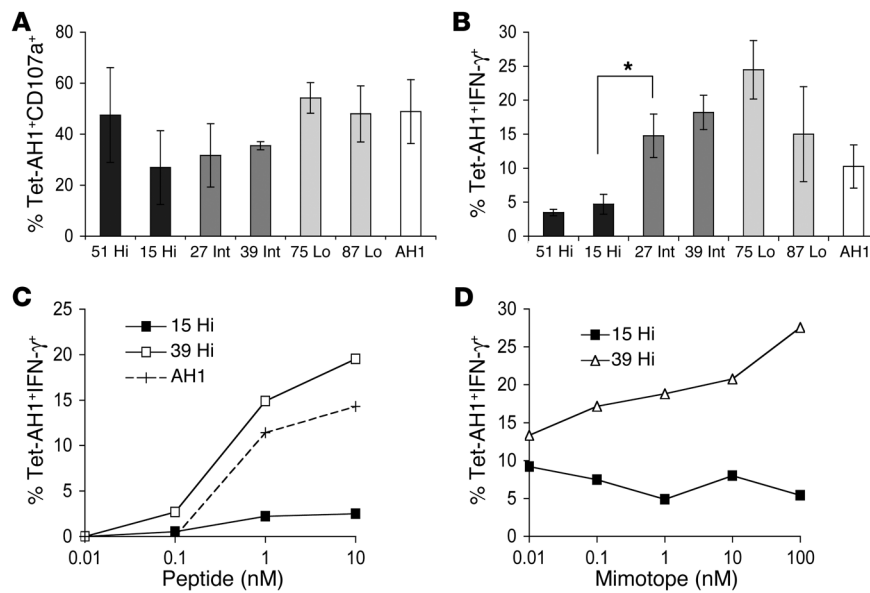 A
% Tet-AH1⁺CD107a⁺
80
60
40
20
0
51 Hi 15 Hi 27 Int 39 Int 75 Lo 87 Lo AH1
B
% Tet-AH1⁺IFN-γ⁺
30
25
20
15
10
5
0
*
51 Hi 15 Hi 27 Int 39 Int 75 Lo 87 Lo AH1
C
% Tet-AH1⁺IFN-γ⁺
25
20
15
10
5
0
15 Hi
39 Hi
AH1
0.01 0.1 1 10
Peptide (nM)
D
% Tet-AH1⁺IFN-γ⁺
30
25
20
15
10
5
0
15 Hi
39 Hi
0.01 0.1 1 10 100
Mimotope (nM)